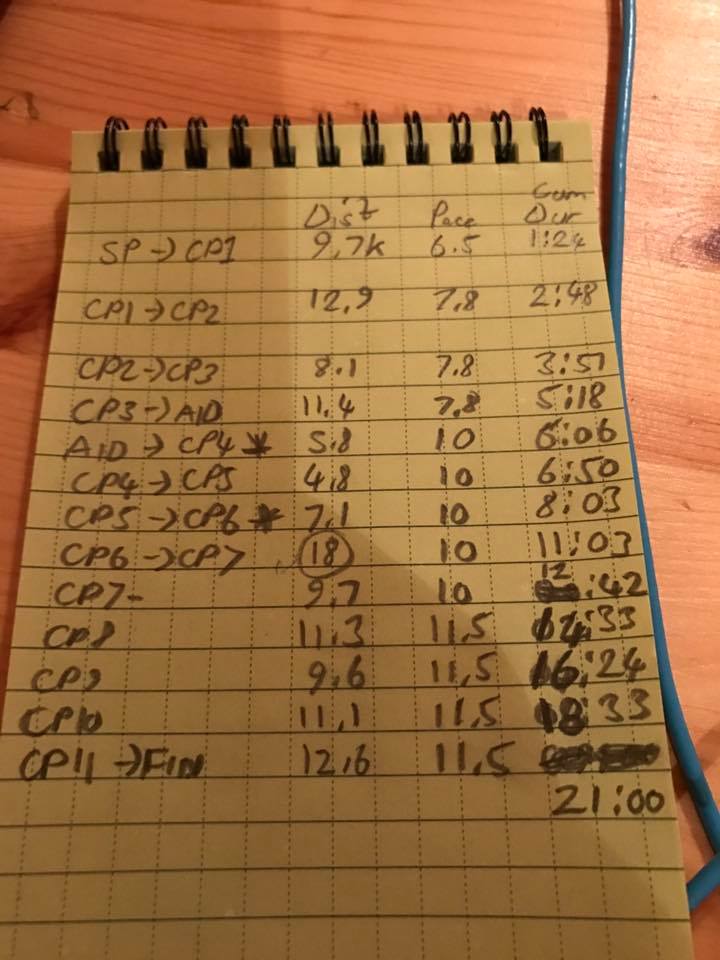 Cum
Dist Pace Dur
SP → CP1 9.7k 6.5 1:24
CP1 → CP2 12.9 7.8 2:48
CP2 → CP3 8.1 7.8 3:51
CP3 → AID 11.4 7.8 5:18
AID → CP4 * 5.8 10 6:06
CP4 → CP5 4.8 10 6:50
CP5 → CP6 * 7.1 10 8:03
CP6 → CP7 18 10 11:03
CP7- 9.7 10 12:42
CP8 11.3 11.5 14:33
CP9 9.6 11.5 16:24
CP10 11.1 11.5 18:33
CP11 → FIN 12.6 11.5
21:00